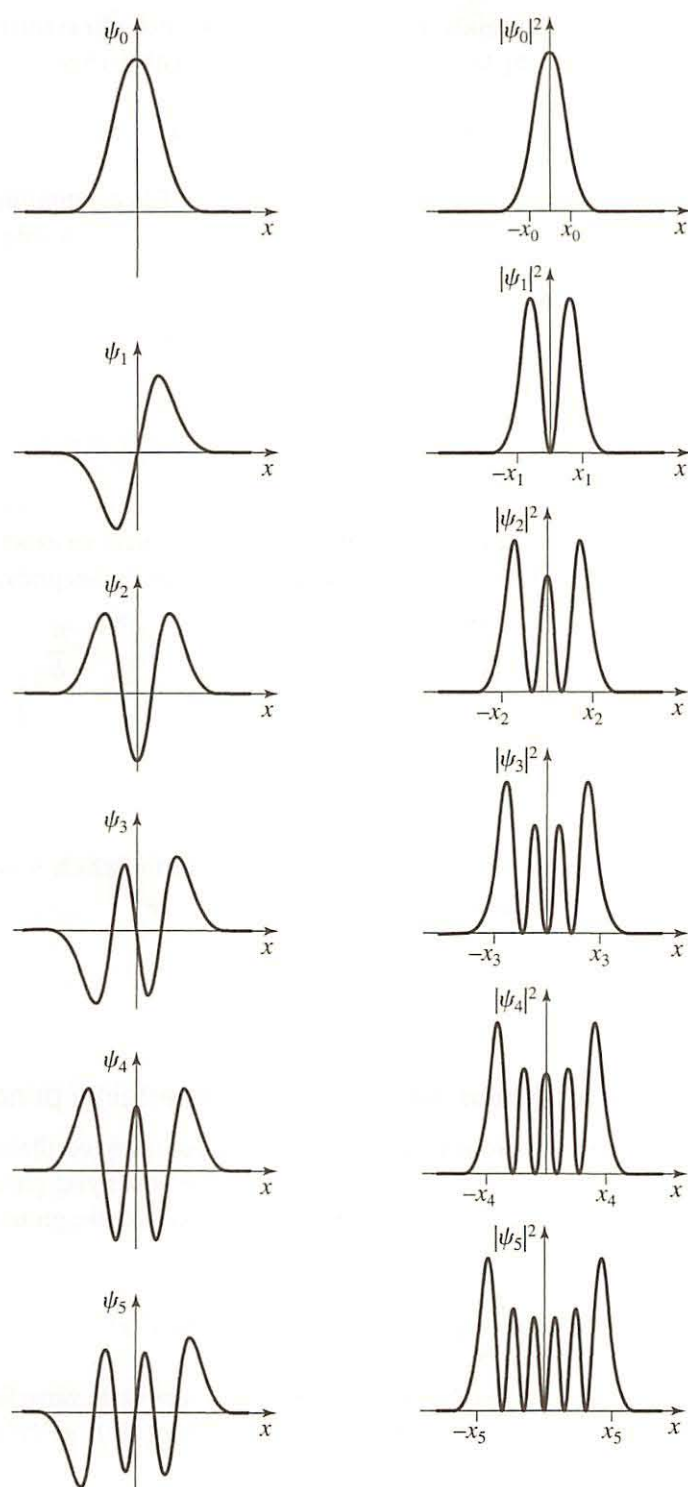 ψ₀ |ψ₀|²
x −x₀ x₀ x
ψ₁ |ψ₁|²
x −x₁ x₁ x
ψ₂ |ψ₂|²
x −x₂ x₂ x
ψ₃ |ψ₃|²
x −x₃ x₃ x
ψ₄ |ψ₄|²
x −x₄ x₄ x
ψ₅ |ψ₅|²
x −x₅ x₅ x